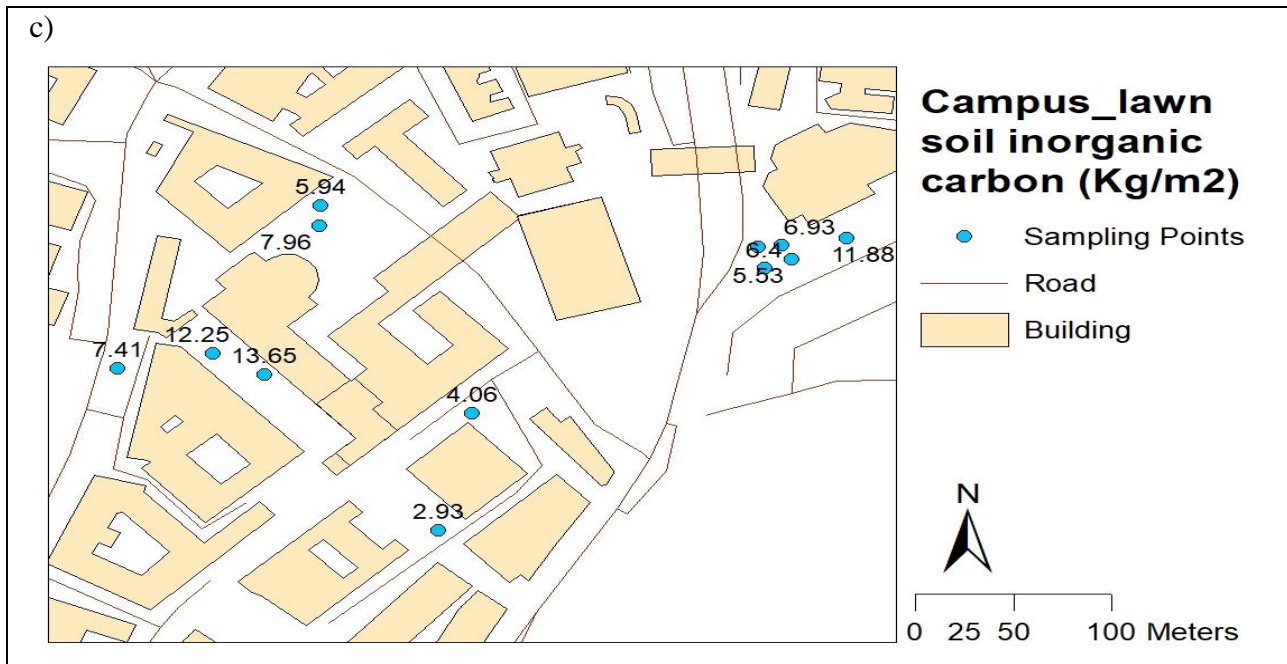 c)
Campus_lawn
soil inorganic
carbon (Kg/m2)
Sampling Points
Road
Building
5.94
7.96
6.93
6.4
11.88
5.53
12.25
7.41
13.65
4.06
2.93
N
0 25 50 100 Meters